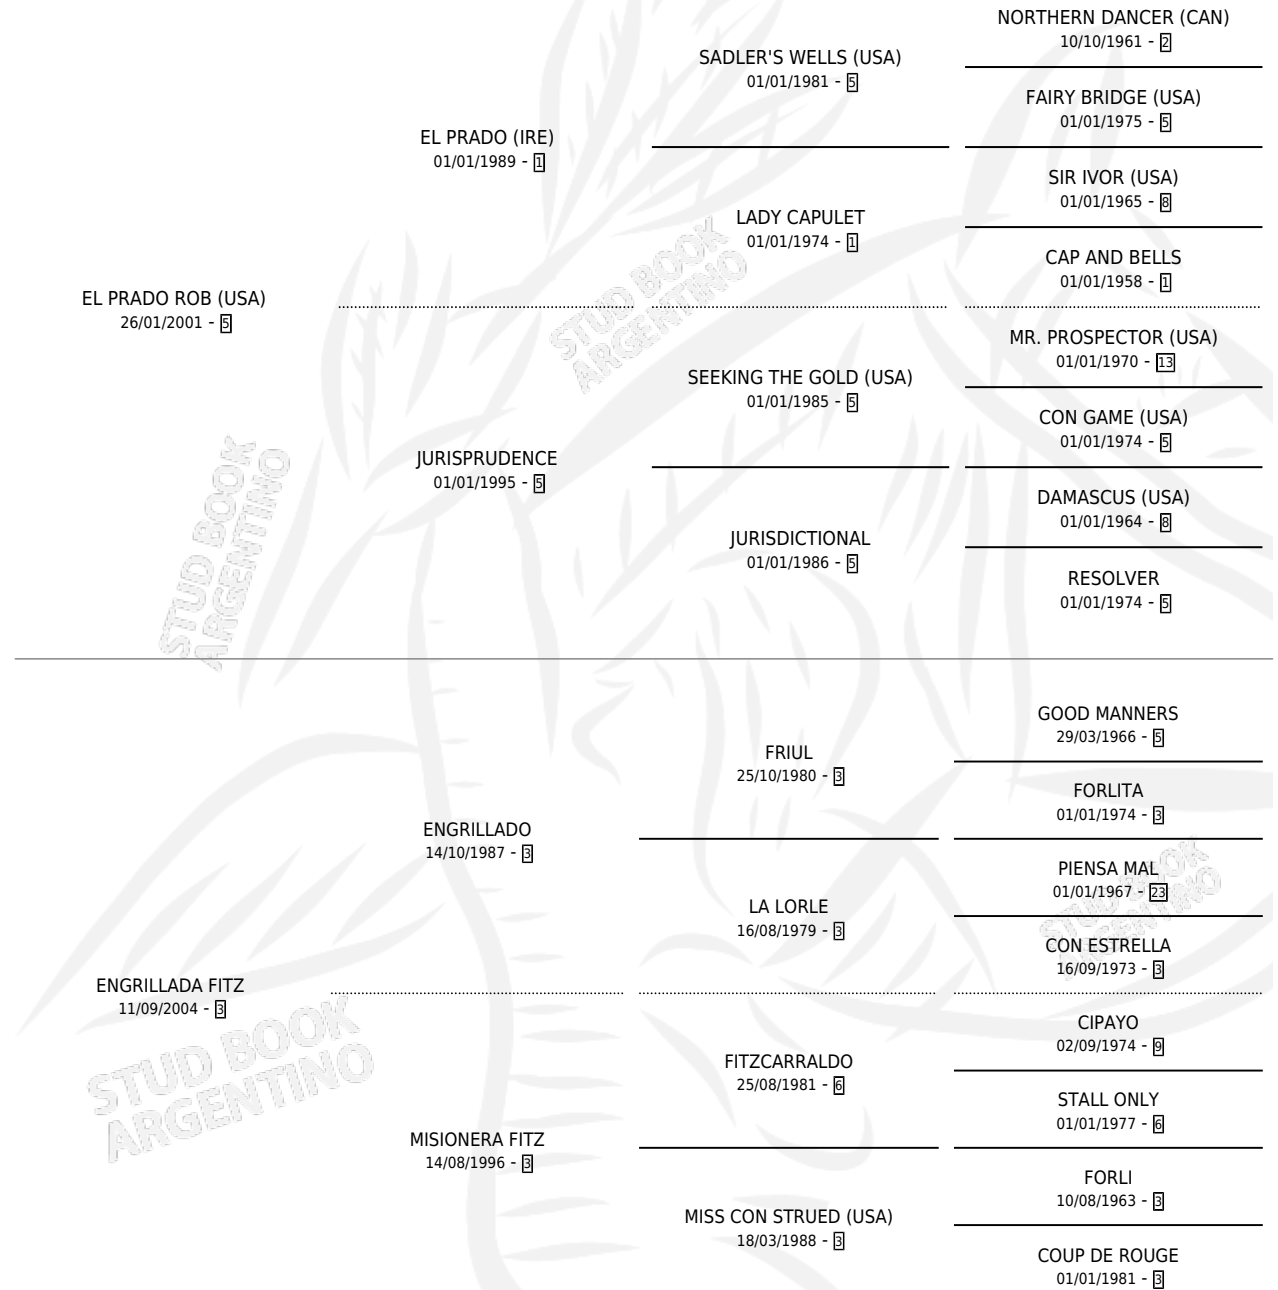 NORTHERN DANCER (CAN)
10/10/1961 - 2
SADLER'S WELLS (USA)
01/01/1981 - 5
FAIRY BRIDGE (USA)
01/01/1975 - 5
EL PRADO (IRE)
01/01/1989 - 1
SIR IVOR (USA)
01/01/1965 - 8
LADY CAPULET
01/01/1974 - 1
CAP AND BELLS
01/01/1958 - 1
EL PRADO ROB (USA)
26/01/2001 - 5
STUD BOOK
ARGENTINO
MR. PROSPECTOR (USA)
01/01/1970 - 13
SEEKING THE GOLD (USA)
01/01/1985 - 5
CON GAME (USA)
01/01/1974 - 5
JURISPRUDENCE
01/01/1995 - 5
DAMASCUS (USA)
01/01/1964 - 8
JURISDICTIONAL
01/01/1986 - 5
RESOLVER
01/01/1974 - 5
STUD BOOK
ARGENTINO
GOOD MANNERS
29/03/1966 - 5
FRIUL
25/10/1980 - 3
FORLITA
01/01/1974 - 3
ENGRILLADO
14/10/1987 - 3
PIENSA MAL
01/01/1967 - 23
LA LORLE
16/08/1979 - 3
CON ESTRELLA
16/09/1973 - 3
STUD BOOK
ARGENTINO
ENGRILLADA FITZ
11/09/2004 - 3
CIPAYO
02/09/1974 - 9
FITZCARRALDO
25/08/1981 - 6
STALL ONLY
01/01/1977 - 6
STUD BOOK
ARGENTINO
MISIONERA FITZ
14/08/1996 - 3
FORLI
10/08/1963 - 3
MISS CON STRUED (USA)
18/03/1988 - 3
COUP DE ROUGE
01/01/1981 - 3